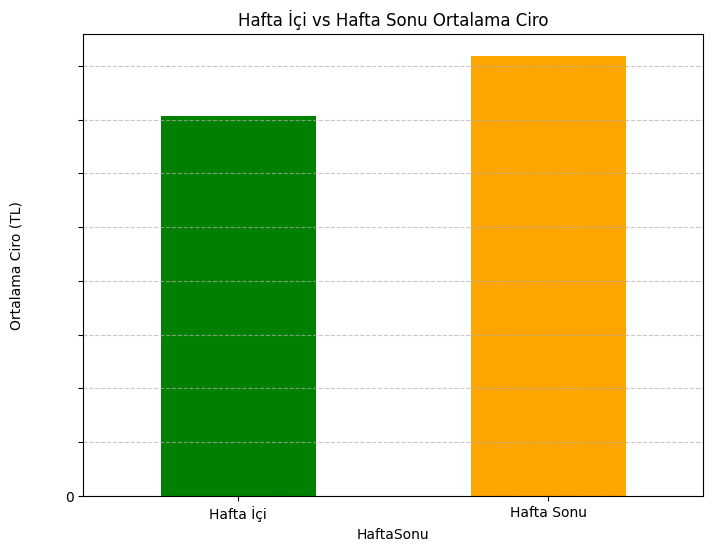 Hafta İçi vs Hafta Sonu Ortalama Ciro
Ortalama Ciro (TL)
0
Hafta İçi
Hafta Sonu
HaftaSonu